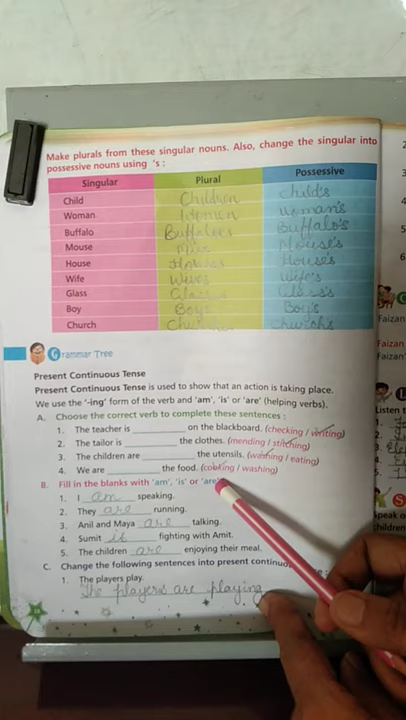 Make plurals from these singular nouns. Also, change the singular into
possessive nouns using 's :
Singular Plural Possessive
Child Children child's
Woman Women woman's
Buffalo Buffaloes Buffalo's
Mouse Mice Mouse's
House Houses House's
Wife Wives Wife's
Glass Glasses Glass's
Boy Boys Boy's
Church church's
Grammar Tree
Present Continuous Tense
Present Continuous Tense is used to show that an action is taking place.
We use the '-ing' form of the verb and 'am', 'is' or 'are' (helping verbs).
A. Choose the correct verb to complete these sentences :
1. The teacher is ________ on the blackboard. (checking / writing)
2. The tailor is ________ the clothes. (mending / stitching)
3. The children are ________ the utensils. (washing / eating)
4. We are ________ the food. (cooking / washing)
B. Fill in the blanks with 'am', 'is' or 'are'
1. I am speaking.
2. They are running.
3. Anil and Maya are talking.
4. Sumit is fighting with Amit.
5. The children are enjoying their meal.
C. Change the following sentences into present continuous
1. The players play.
The players are playing
Faizan
Faizan
Faizan'
Listen t
Speak o
children